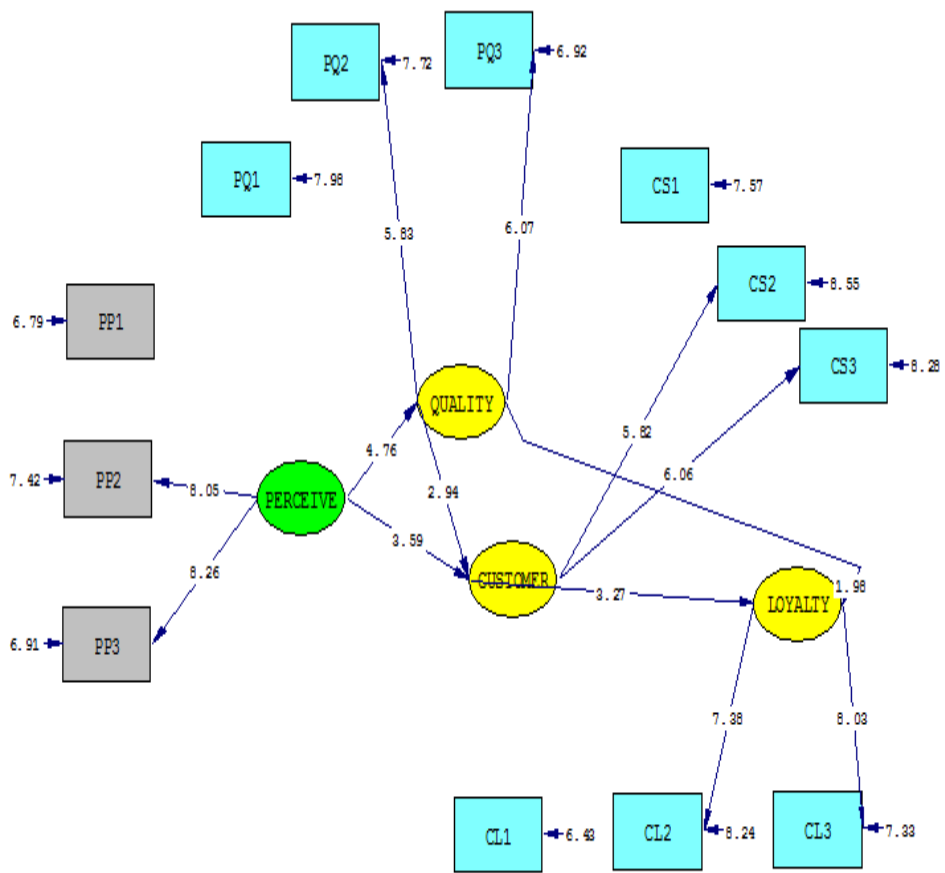 PQ3
6.92
PQ2
7.72
PQ1
7.98
CS1
7.57
5.83
6.07
CS2
8.55
6.79
PP1
CS3
8.28
QUALITY
5.82
4.76
6.06
7.42
PP2
8.05
PERCEIVE
2.94
3.59
8.26
CUSTOMER
3.27
1.98
LOYALTY
6.91
PP3
7.38
8.03
CL1
6.43
CL2
8.24
CL3
7.33